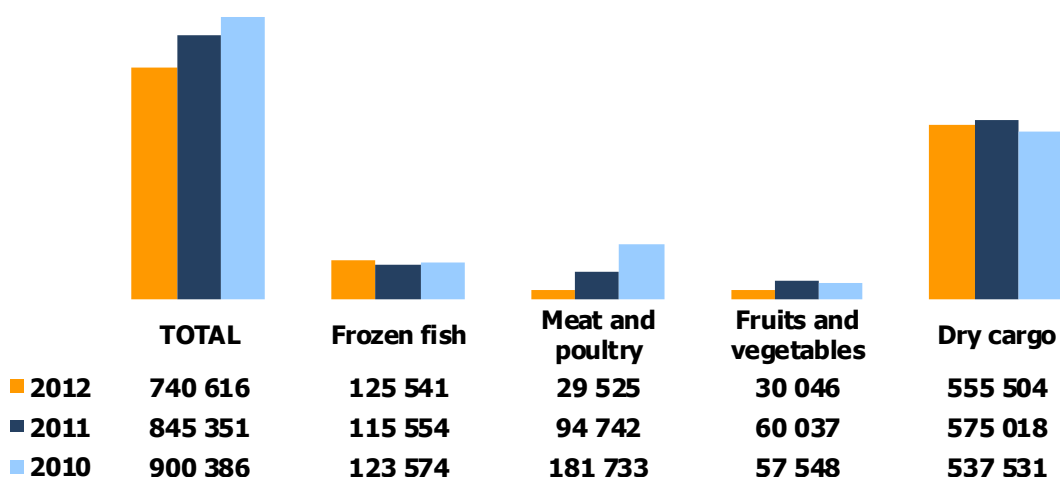 TOTAL Frozen fish Meat and poultry Fruits and vegetables Dry cargo
2012 740 616 125 541 29 525 30 046 555 504
2011 845 351 115 554 94 742 60 037 575 018
2010 900 386 123 574 181 733 57 548 537 531